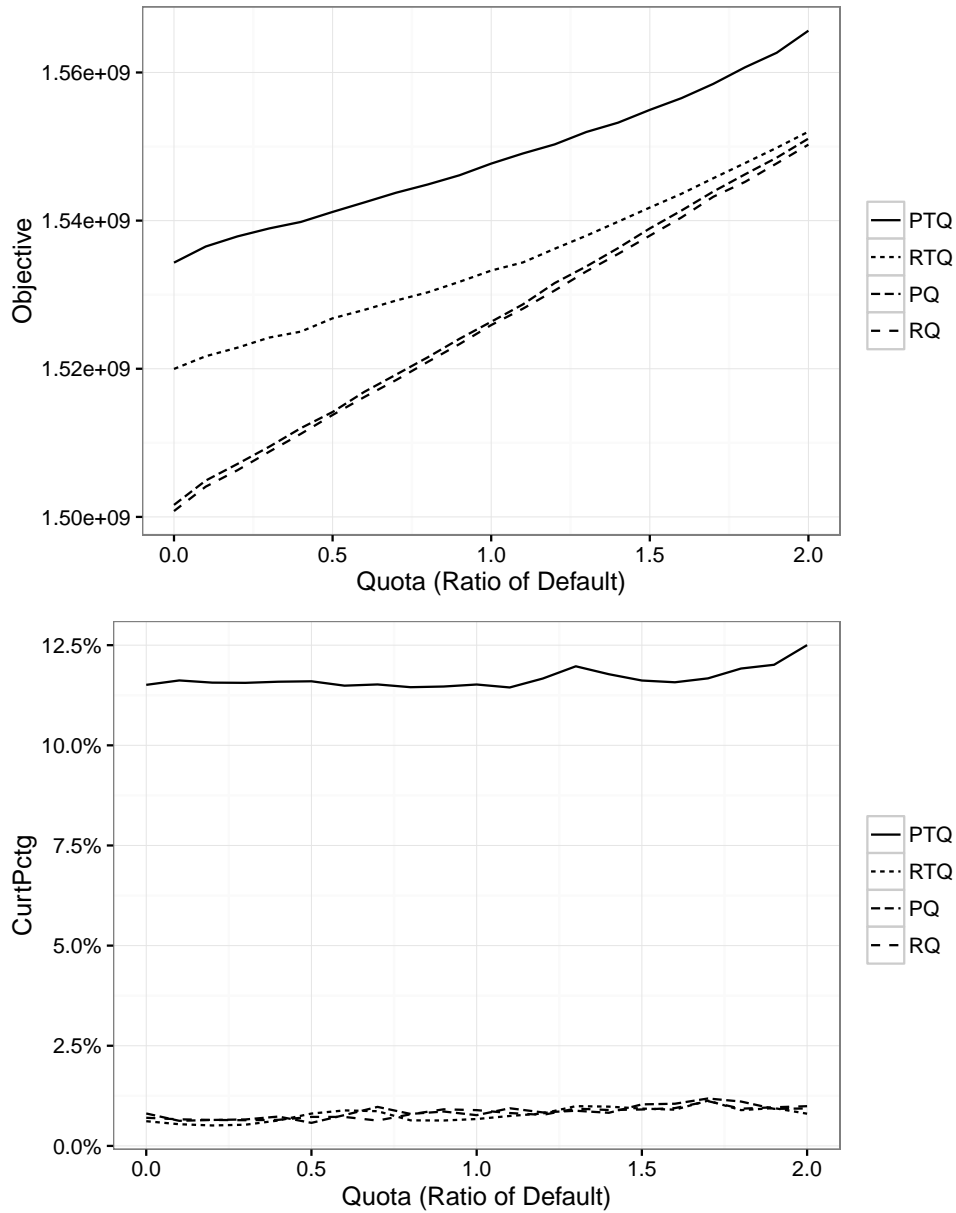 1.56e+09
1.54e+09
1.52e+09
1.50e+09
Objective
0.0 0.5 1.0 1.5 2.0
Quota (Ratio of Default)
PTQ
RTQ
PQ
RQ
12.5%
10.0%
7.5%
5.0%
2.5%
0.0%
CurtPctg
0.0 0.5 1.0 1.5 2.0
Quota (Ratio of Default)
PTQ
RTQ
PQ
RQ